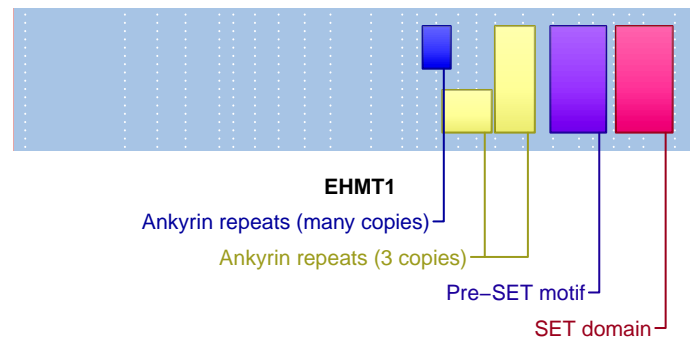 EHMT1
Ankyrin repeats (many copies)
Ankyrin repeats (3 copies)
Pre−SET motif
SET domain